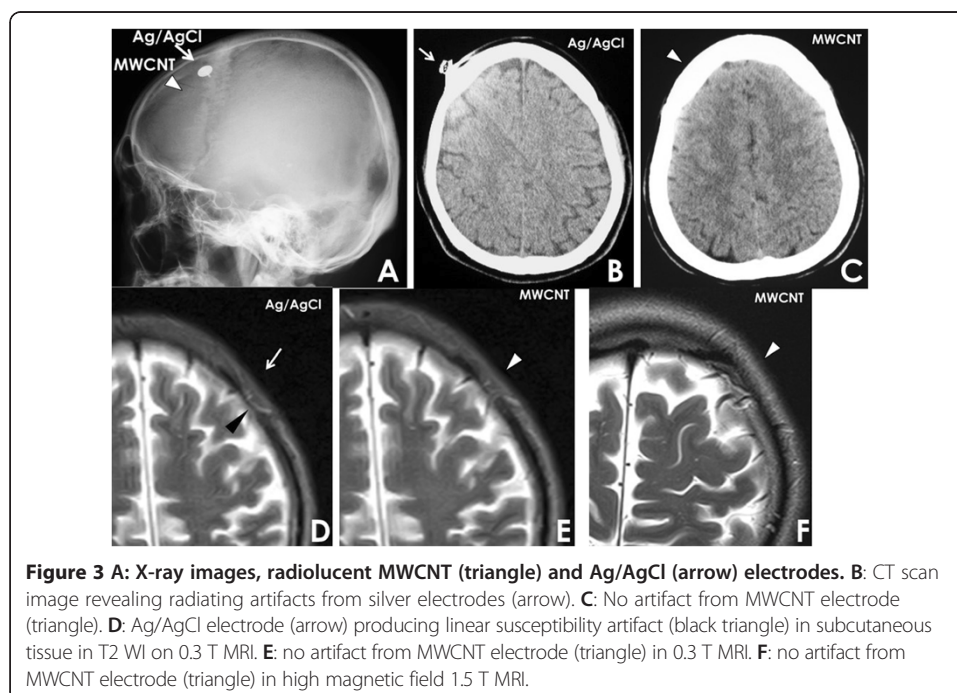 Ag/AgCl
MWCNT
A
Ag/AgCl
B
MWCNT
C
Ag/AgCl
D
MWCNT
E
MWCNT
F
Figure 3 A: X-ray images, radiolucent MWCNT (triangle) and Ag/AgCl (arrow) electrodes. B: CT scan
image revealing radiating artifacts from silver electrodes (arrow). C: No artifact from MWCNT electrode
(triangle). D: Ag/AgCl electrode (arrow) producing linear susceptibility artifact (black triangle) in subcutaneous
tissue in T2 WI on 0.3 T MRI. E: no artifact from MWCNT electrode (triangle) in 0.3 T MRI. F: no artifact from
MWCNT electrode (triangle) in high magnetic field 1.5 T MRI.